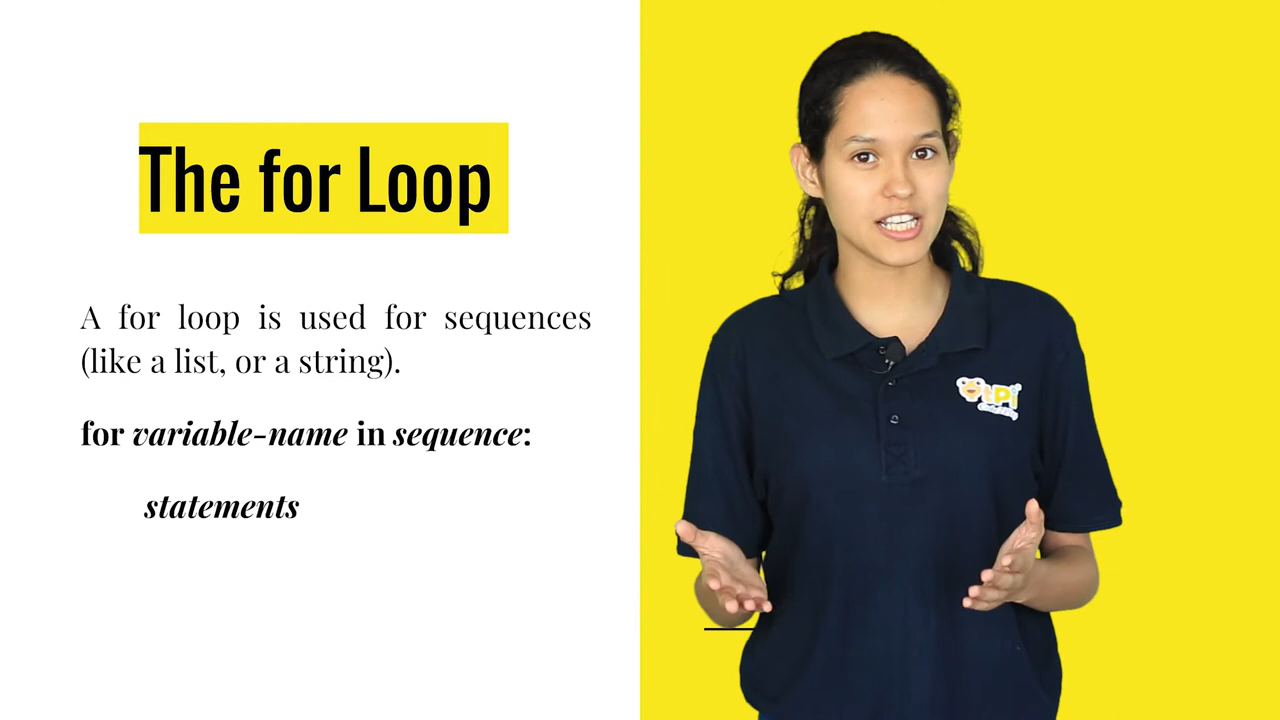 The for Loop
A for loop is used for sequences
(like a list, or a string).
for variable-name in sequence:
statements
tPi